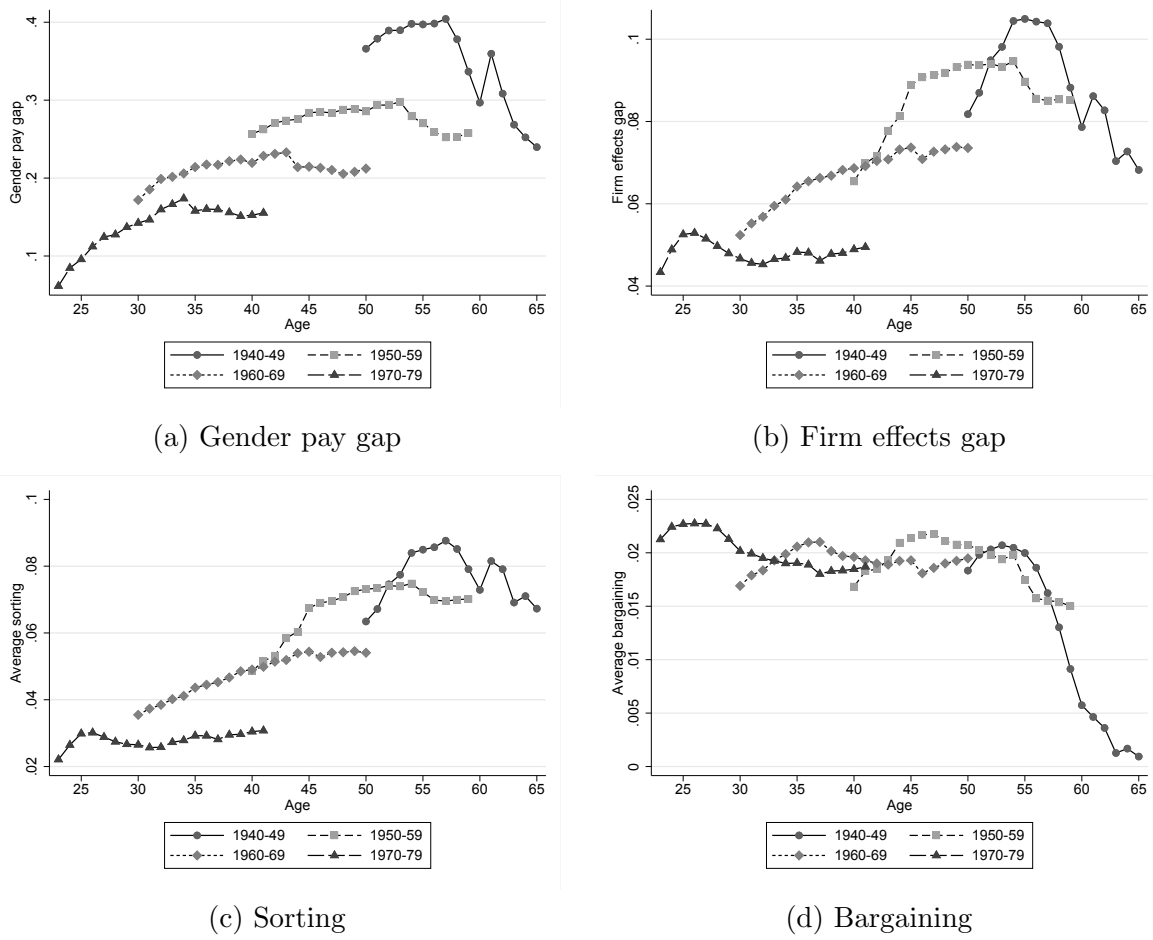 Gender pay gap
.4
.3
.2
.1
25 30 35 40 45 50 55 60 65
Age
1940-49 1950-59
1960-69 1970-79
(a) Gender pay gap
Firm effects gap
.1
.08
.06
.04
25 30 35 40 45 50 55 60 65
Age
1940-49 1950-59
1960-69 1970-79
(b) Firm effects gap
Average sorting
.1
.08
.06
.04
.02
25 30 35 40 45 50 55 60 65
Age
1940-49 1950-59
1960-69 1970-79
(c) Sorting
Average bargaining
.025
.02
.015
.01
.005
0
25 30 35 40 45 50 55 60 65
Age
1940-49 1950-59
1960-69 1970-79
(d) Bargaining